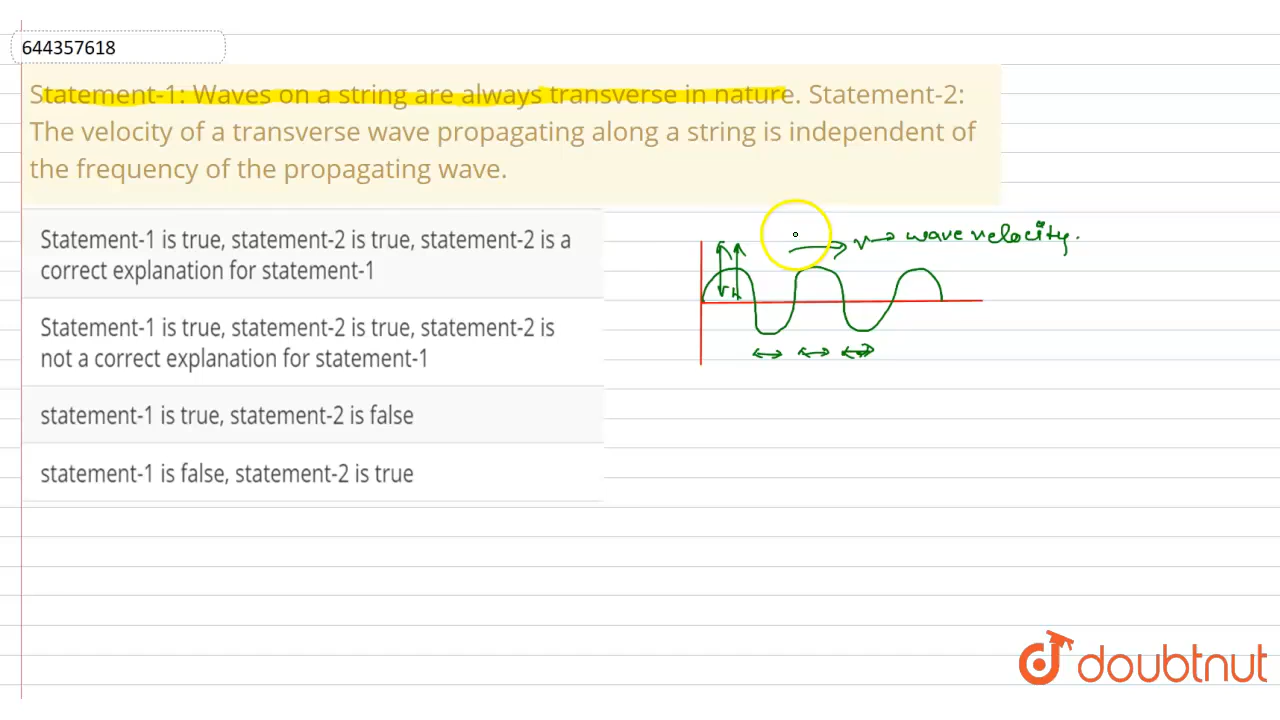 644357618
Statement-1: Waves on a string are always transverse in nature. Statement-2:
The velocity of a transverse wave propagating along a string is independent of
the frequency of the propagating wave.
Statement-1 is true, statement-2 is true, statement-2 is a
correct explanation for statement-1
Statement-1 is true, statement-2 is true, statement-2 is
not a correct explanation for statement-1
statement-1 is true, statement-2 is false
statement-1 is false, statement-2 is true
v → wave velocity.
doubtnut